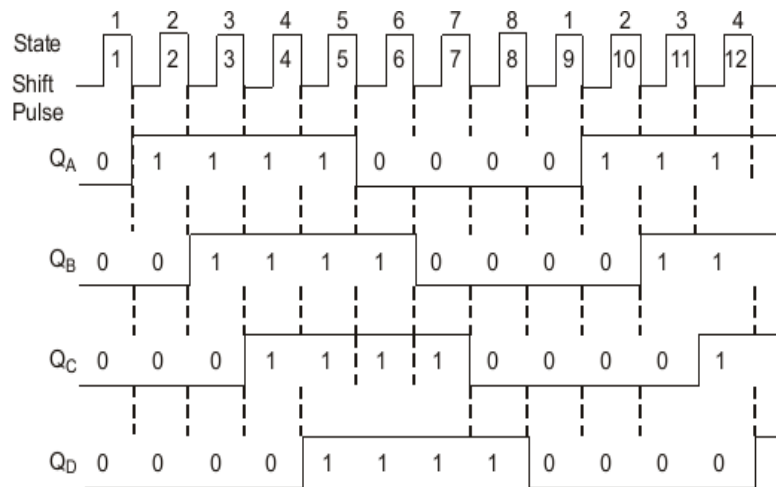 1 2 3 4 5 6 7 8 1 2 3 4
State
1 2 3 4 5 6 7 8 9 10 11 12
Shift
Pulse
QA 0 1 1 1 1 0 0 0 0 1 1 1
QB 0 0 1 1 1 1 0 0 0 0 1 1
QC 0 0 0 1 1 1 1 0 0 0 0 1
QD 0 0 0 0 1 1 1 1 0 0 0 0